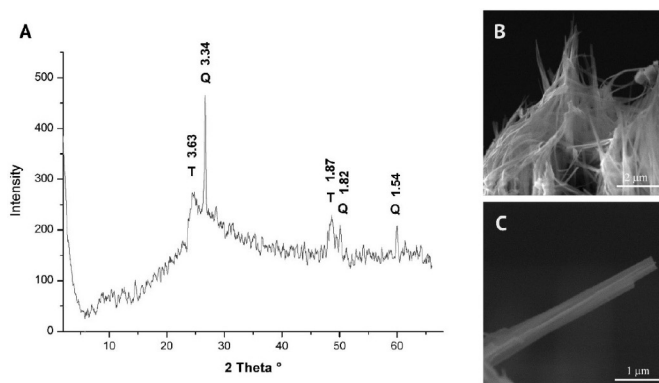 A
B
C
Intensity
500
400
300
200
100
0
T 3.63
Q 3.34
T 1.87
Q 1.82
Q 1.54
10
20
30
40
50
60
2 Theta °
2 μm
1 μm